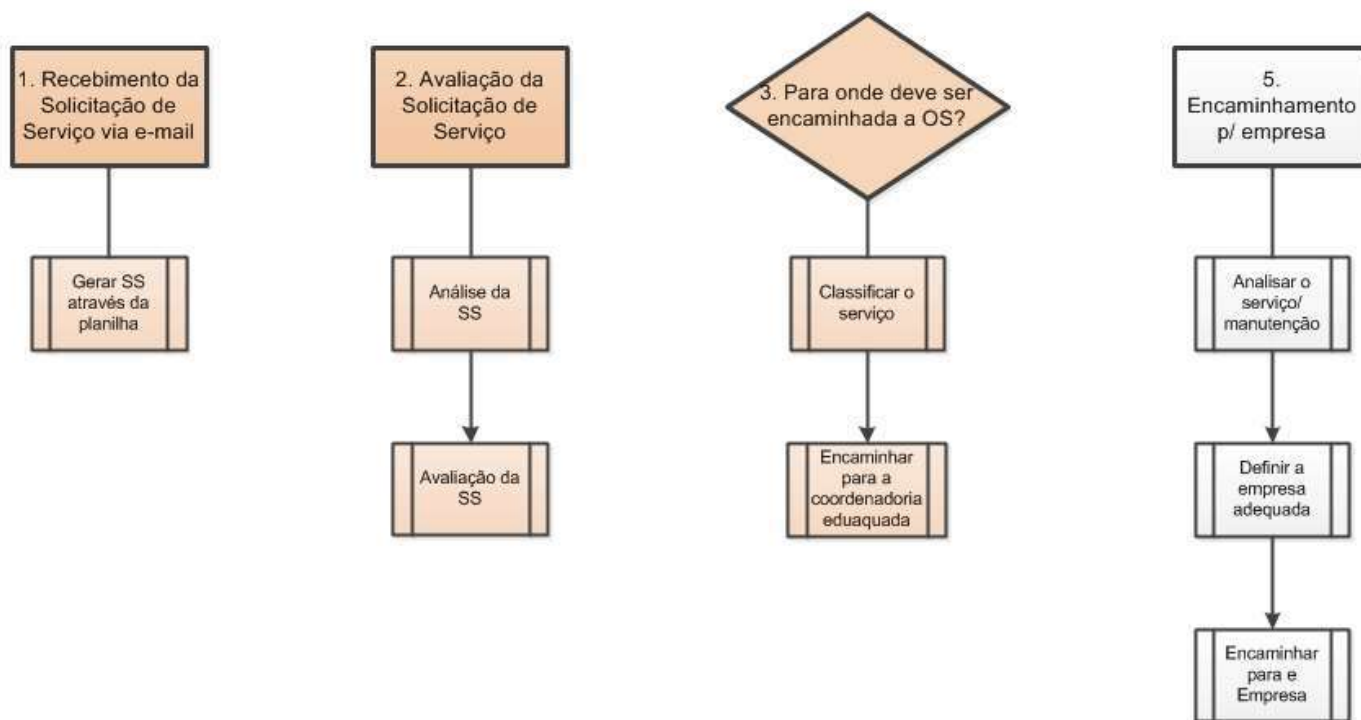 1. Recebimento da
Solicitação de
Serviço via e-mail
Gerar SS
através da
planilha
2. Avaliação da
Solicitação de
Serviço
Análise da
SS
Avaliação da
SS
3. Para onde deve ser
encaminhada a OS?
Classificar o
serviço
Encaminhar
para a
coordenadoria
eduaquada
5.
Encaminhamento
p/ empresa
Analisar o
serviço/
manutenção
Definir a
empresa
adequada
Encaminhar
para e
Empresa